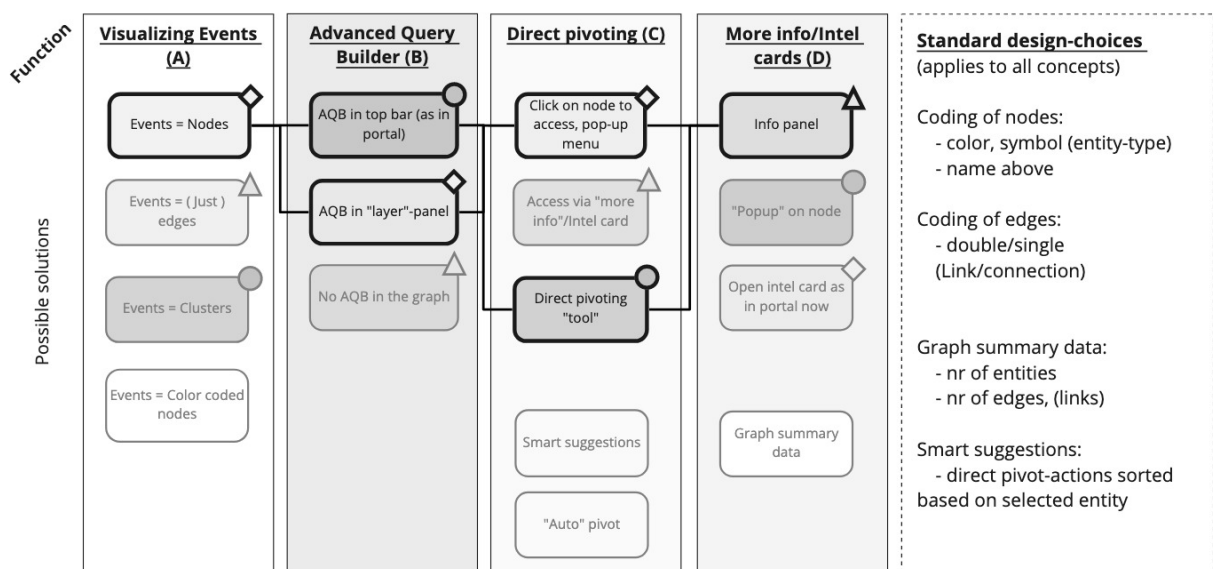 Function
Possible solutions
Visualizing Events
(A)
Events = Nodes
Events = ( Just )
edges
Events = Clusters
Events = Color coded
nodes
Advanced Query
Builder (B)
AQB in top bar (as in
portal)
AQB in "layer"-panel
No AQB in the graph
Direct pivoting (C)
Click on node to
access, pop-up
menu
Access via "more
info"/Intel card
Direct pivoting
"tool"
Smart suggestions
"Auto" pivot
More info/Intel
cards (D)
Info panel
"Popup" on node
Open intel card as
in portal now
Graph summary
data
Standard design-choices
(applies to all concepts)
Coding of nodes:
- color, symbol (entity-type)
- name above
Coding of edges:
- double/single
(Link/connection)
Graph summary data:
- nr of entities
- nr of edges, (links)
Smart suggestions:
- direct pivot-actions sorted
based on selected entity